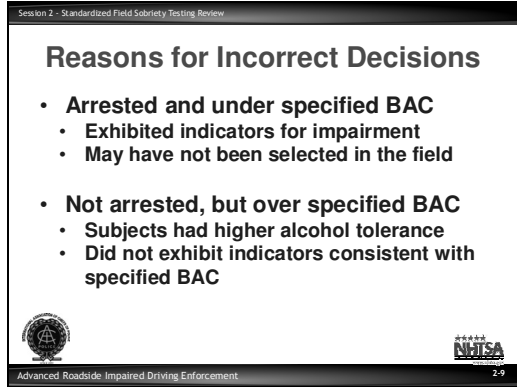 Session 2 - Standardized Field Sobriety Testing Review
Reasons for Incorrect Decisions
• Arrested and under specified BAC
• Exhibited indicators for impairment
• May have not been selected in the field
• Not arrested, but over specified BAC
• Subjects had higher alcohol tolerance
• Did not exhibit indicators consistent with
specified BAC
NHTSA
Advanced Roadside Impaired Driving Enforcement
2-9